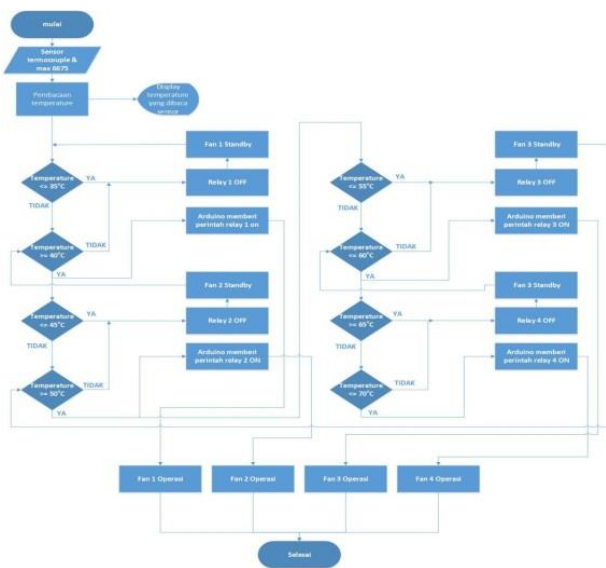 mulai
Sensor
termocouple &
max 6675
Pembacaan
temperature
Display
temperature
yang dibaca
sensor
Fan 1 Standby
Temperature
<= 35°C
YA
Relay 1 OFF
TIDAK
Arduino memberi
perintah relay 1 on
Temperature
>= 40°C
TIDAK
YA
Fan 2 Standby
Temperature
<= 45°C
YA
Relay 2 OFF
TIDAK
Arduino memberi
perintah relay 2 ON
Temperature
>= 50°C
TIDAK
YA
Fan 3 Standby
Temperature
<= 55°C
YA
Relay 3 OFF
TIDAK
Arduino memberi
perintah relay 3 ON
Temperature
<= 60°C
TIDAK
YA
Fan 3 Standby
Temperature
>= 65°C
YA
Relay 4 OFF
TIDAK
Arduino memberi
perintah relay 4 ON
Temperature
<= 70°C
TIDAK
YA
Fan 1 Operasi
Fan 2 Operasi
Fan 3 Operasi
Fan 4 Operasi
Selesai